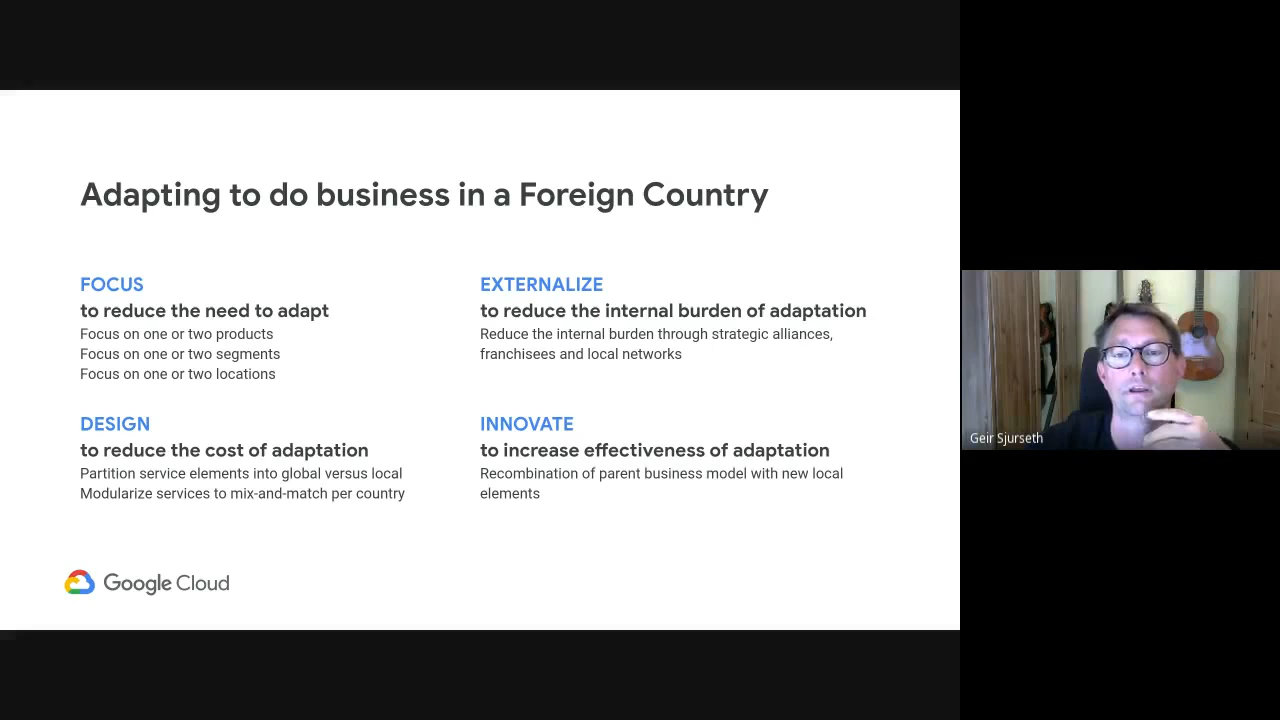 Adapting to do business in a Foreign Country
FOCUS
to reduce the need to adapt
Focus on one or two products
Focus on one or two segments
Focus on one or two locations
EXTERNALIZE
to reduce the internal burden of adaptation
Reduce the internal burden through strategic alliances,
franchisees and local networks
DESIGN
to reduce the cost of adaptation
Partition service elements into global versus local
Modularize services to mix-and-match per country
INNOVATE
to increase effectiveness of adaptation
Recombination of parent business model with new local
elements
Google Cloud
Geir Sjurseth